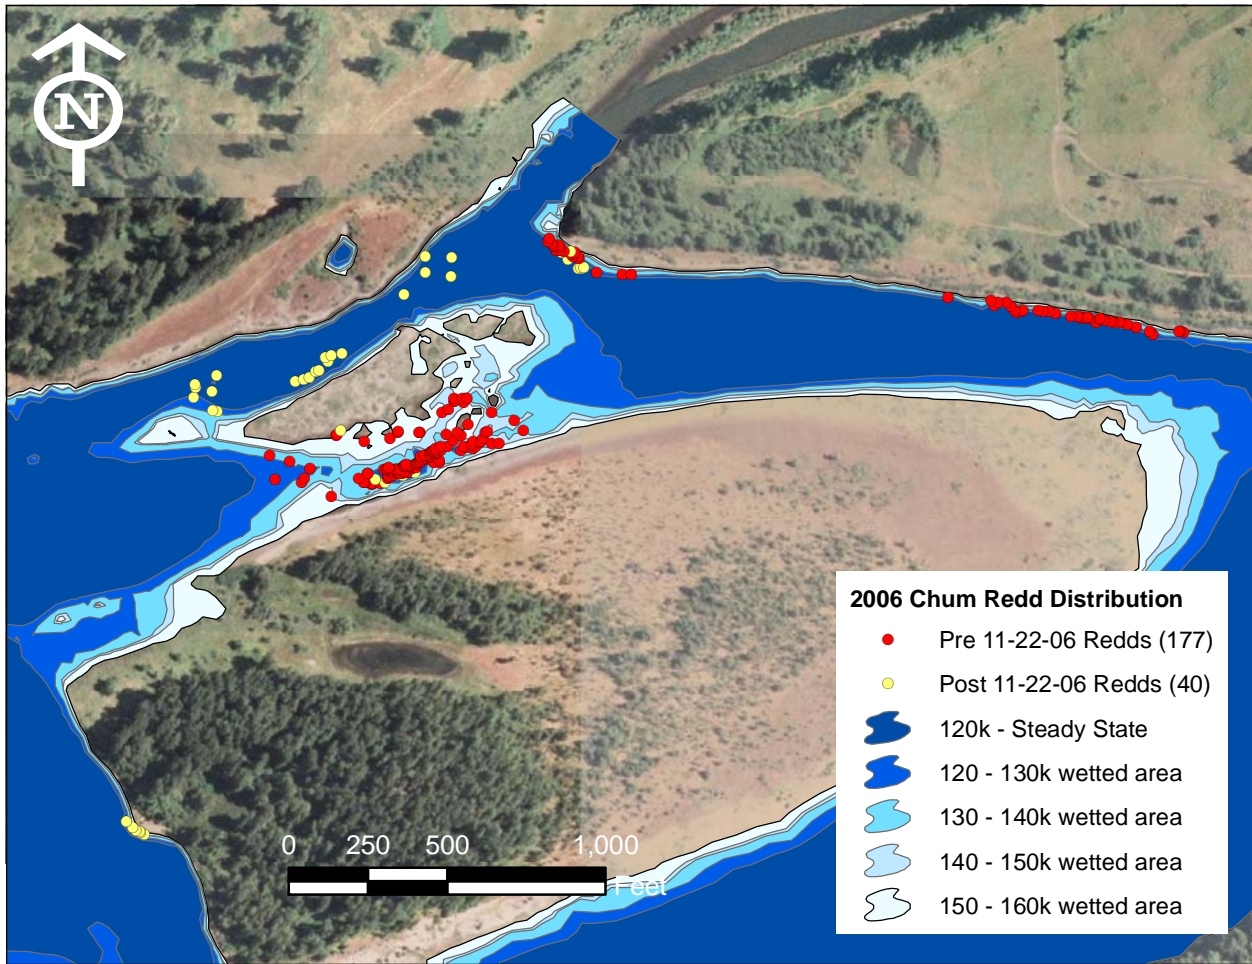 N
2006 Chum Redd Distribution
Pre 11-22-06 Redds (177)
Post 11-22-06 Redds (40)
120k - Steady State
120 - 130k wetted area
130 - 140k wetted area
140 - 150k wetted area
150 - 160k wetted area
0 250 500 1,000
Feet